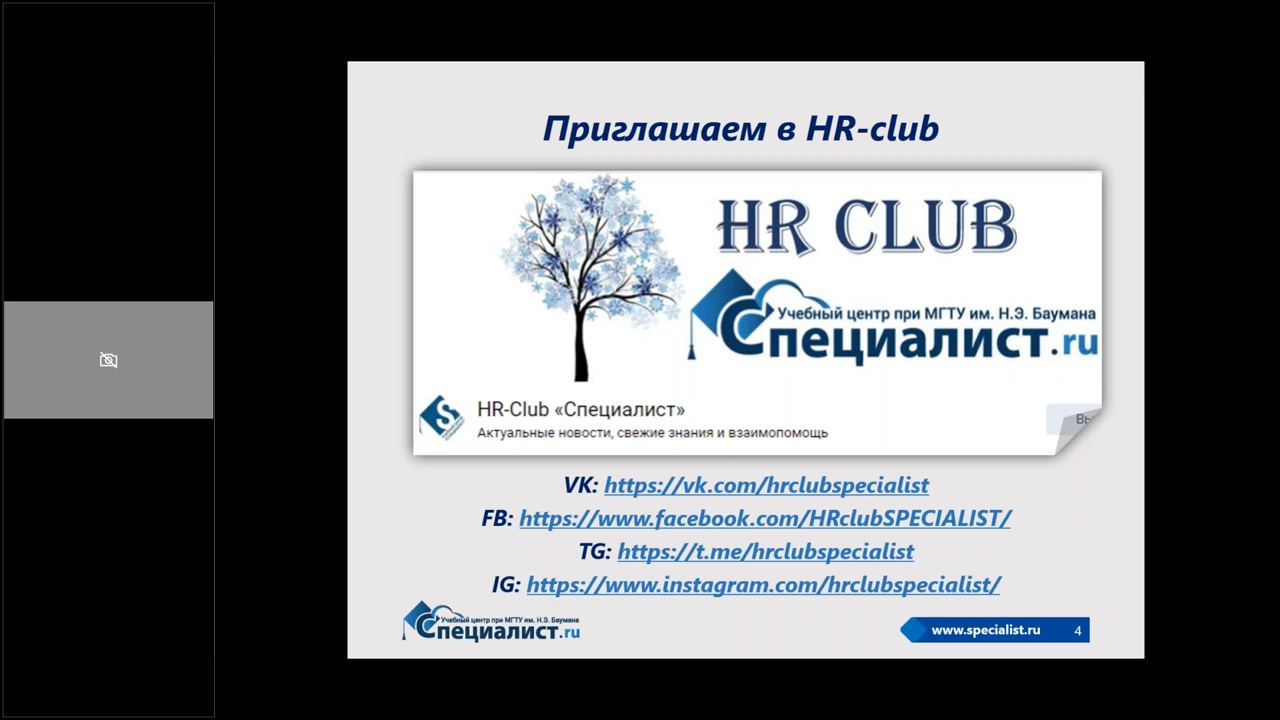 Приглашаем в HR-club
HR CLUB
Учебный центр при МГТУ им. Н.Э. Баумана
Специалист.ru
HR-Club «Специалист»
Актуальные новости, свежие знания и взаимопомощь
VK: https://vk.com/hrclubspecialist
FB: https://www.facebook.com/HRclubSPECIALIST/
TG: https://t.me/hrclubspecialist
IG: https://www.instagram.com/hrclubspecialist/
Учебный центр при МГТУ им. Н.Э. Баумана
Специалист.ru
www.specialist.ru 4